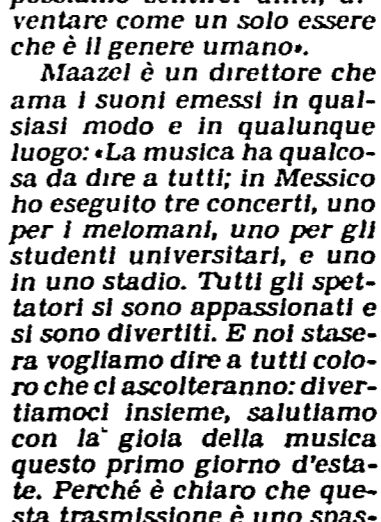 possiamo sentirci uniti, di-
ventare come un solo essere
che è il genere umano».
Maazel è un direttore che
ama i suoni emessi in qual-
siasi modo e in qualunque
luogo: «La musica ha qualco-
sa da dire a tutti; in Messico
ho eseguito tre concerti, uno
per i melomani, uno per gli
studenti universitari, e uno
in uno stadio. Tutti gli spet-
tatori si sono appassionati e
si sono divertiti. E noi stase-
ra vogliamo dire a tutti colo-
ro che ci ascolteranno: diver-
tiamoci insieme, salutiamo
con la gioia della musica
questo primo giorno d'esta-
te. Perché è chiaro che que-
sta trasmissione è uno spas-